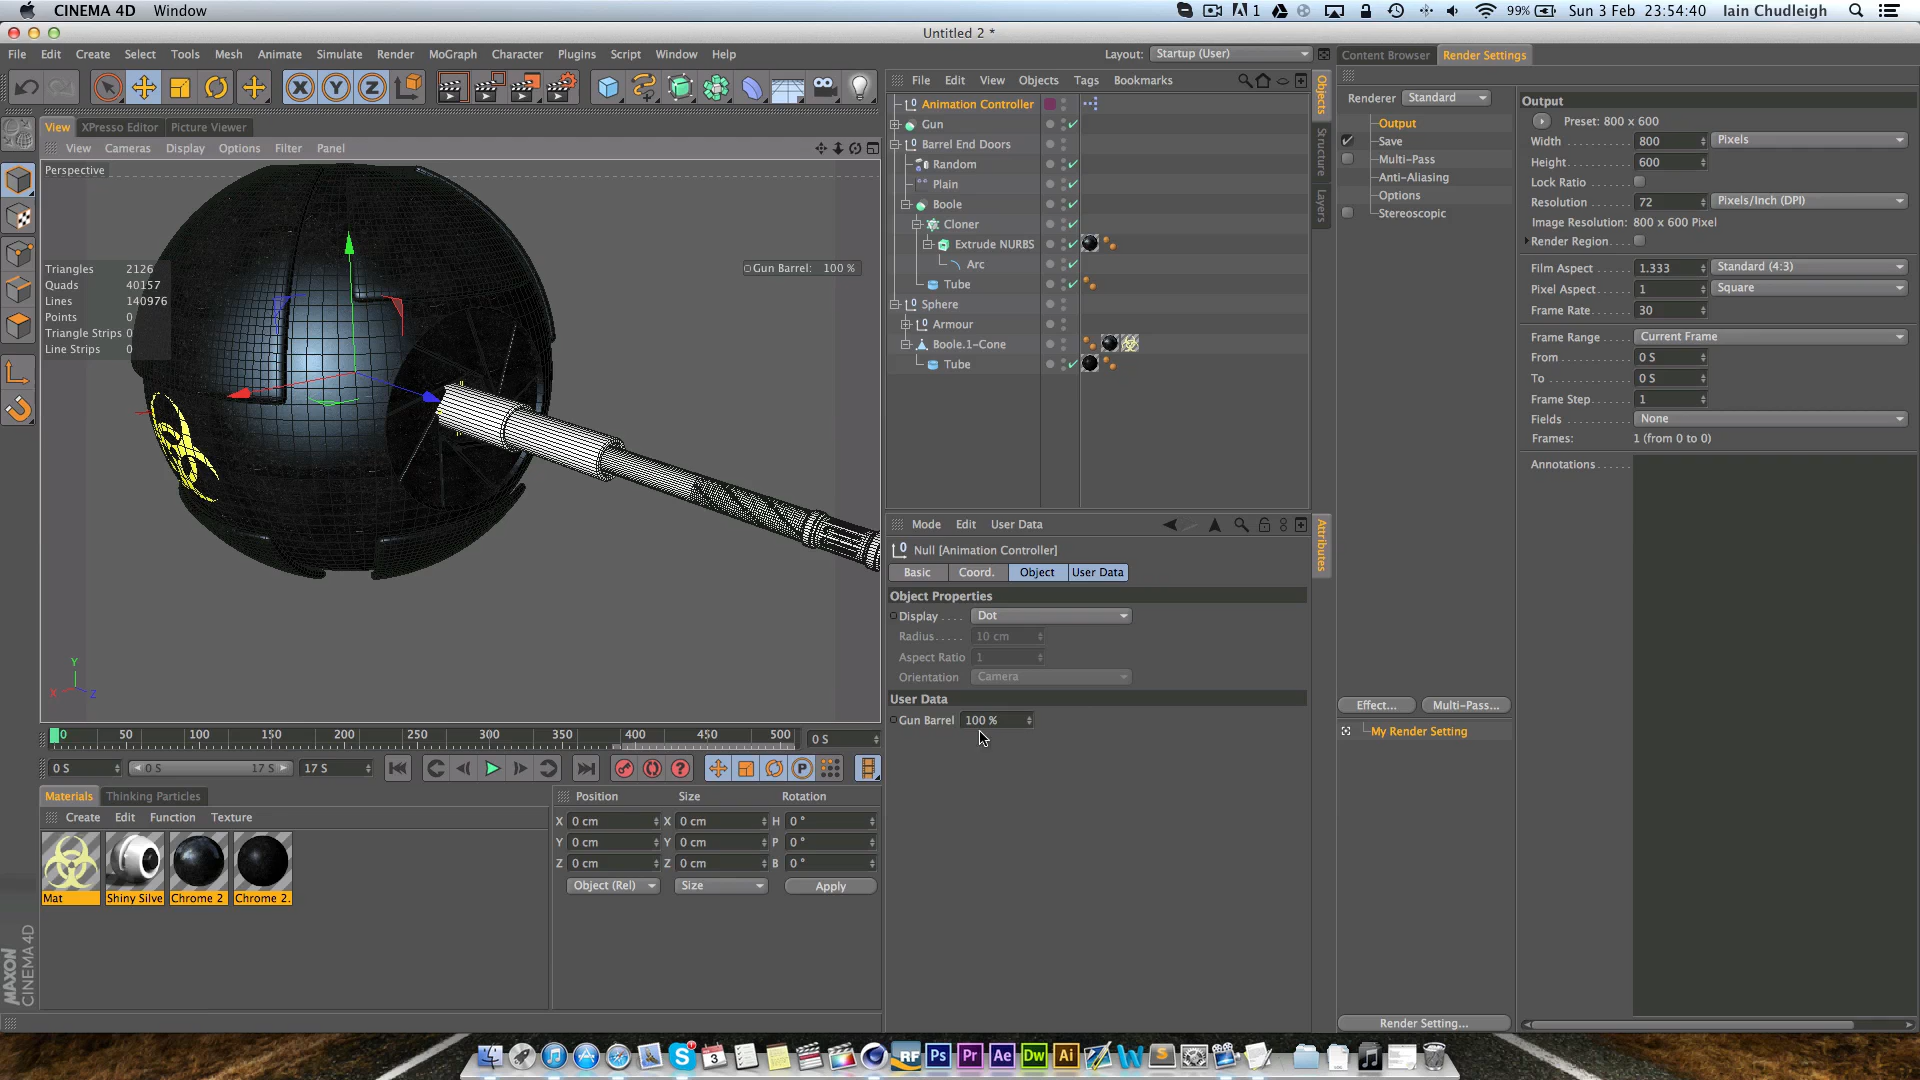 CINEMA 4D Window
1 99% Sun 3 Feb 23:54:40 Iain Chudleigh
Untitled 2 *
File Edit Create Select Tools Mesh Animate Simulate Render MoGraph Character Plugins Script Window Help
Layout: Startup (User)
Content Browser Render Settings
X Y Z
File Edit View Objects Tags Bookmarks
View XPresso Editor Picture Viewer
View Cameras Display Options Filter Panel
Perspective
Triangles 2126
Quads 40157
Lines 140976
Points 0
Triangle Strips 0
Line Strips 0
Gun Barrel: 100 %
Y
X Z
Animation Controller
Gun
Barrel End Doors
Random
Plain
Boole
Cloner
Extrude NURBS
Arc
Tube
Sphere
Armour
Boole.1-Cone
Tube
Objects
Structure
Layers
Mode Edit User Data
Attributes
Null [Animation Controller]
Basic Coord. Object User Data
Object Properties
Display . . . . Dot
Radius . . . . . 10 cm
Aspect Ratio 1
Orientation Camera
User Data
Gun Barrel 100 %
Renderer Standard
Output
Save
Multi-Pass
Anti-Aliasing
Options
Stereoscopic
Effect... Multi-Pass...
My Render Setting
Render Setting...
Output
Preset: 800 x 600
Width 800 Pixels
Height 600
Lock Ratio
Resolution 72 Pixels/Inch (DPI)
Image Resolution: 800 x 600 Pixel
Render Region
Film Aspect 1.333 Standard (4:3)
Pixel Aspect 1 Square
Frame Rate 30
Frame Range Current Frame
From 0 S
To 0 S
Frame Step 1
Fields None
Frames: 1 (from 0 to 0)
Annotations
0 50 100 150 200 250 300 350 400 450 500 0 S
0 S 0 S 17 S 17 S
P
Materials Thinking Particles
Create Edit Function Texture
Mat Shiny Silve Chrome 2 Chrome 2.
Position Size Rotation
X 0 cm X 0 cm H 0 °
Y 0 cm Y 0 cm P 0 °
Z 0 cm Z 0 cm B 0 °
Object (Rel) Size Apply
MAXON
CINEMA 4D
3 RF Ps Pr Ae Dw Ai W S